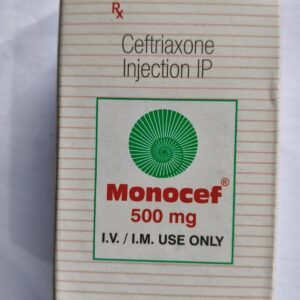 Rx
Ceftriaxone
Injection IP
Monocef®
500 mg
I.V. / I.M. USE ONLY